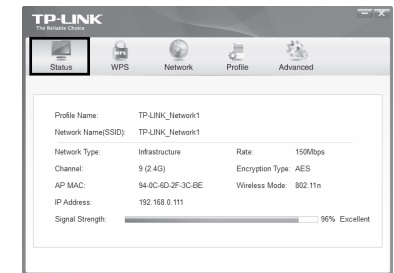 TP-LINK
The Reliable Choice
Status WPS Network Profile Advanced
Profile Name: TP-LINK_Network1
Network Name(SSID): TP-LINK_Network1
Network Type: Infrastructure Rate: 150Mbps
Channel: 9 (2.4G) Encryption Type: AES
AP MAC: 94-0C-6D-2F-3C-BE Wireless Mode: 802.11n
IP Address: 192.168.0.111
Signal Strength: 96% Excellent